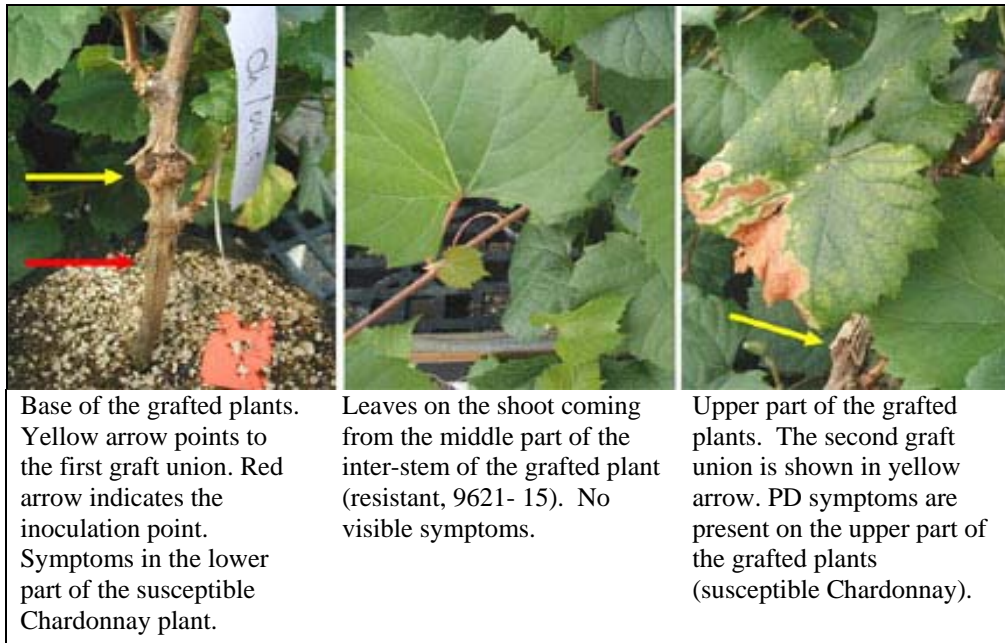 Base of the grafted plants.
Yellow arrow points to
the first graft union. Red
arrow indicates the
inoculation point.
Symptoms in the lower
part of the susceptible
Chardonnay plant.
Leaves on the shoot coming
from the middle part of the
inter-stem of the grafted plant
(resistant, 9621- 15).  No
visible symptoms.
Upper part of the grafted
plants.  The second graft
union is shown in yellow
arrow. PD symptoms are
present on the upper part of
the grafted plants
(susceptible Chardonnay).